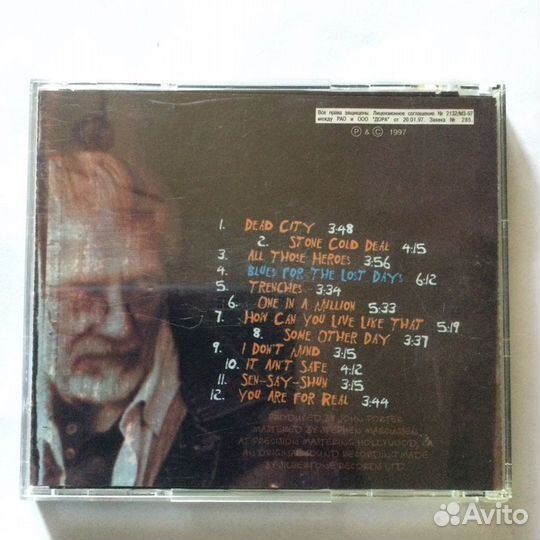 Все права защищены. Лицензионное соглашение № 2132/МЗ-97
между РАО и ООО "ДОРА" от 20.01.97. Заявка № 285.
Ⓟ & © 1997
1. DEAD CITY 3:48
2. STONE COLD DEAL 4:15
3. ALL THOSE HEROES 3:56
4. BLUES FOR THE LOST DAYS 6:12
5. TRENCHES 3:34
6. ONE IN A MILLION 5:33
7. HOW CAN YOU LIVE LIKE THAT 5:19
8. SOME OTHER DAY 3:37
9. I DON'T MIND 3:15
10. IT AIN'T SAFE 4:12
11. SEN-SAY-SHUN 3:15
12. YOU ARE FOR REAL 3:44
PRODUCED BY JOHN PORTER
MASTERED BY STEPHEN MARCUSSEN
AT PRECISION MASTERING HOLLYWOOD, CA
AN ORIGINAL SOUND RECORDING MADE
BY SILVERTONE RECORDS LTD
Avito